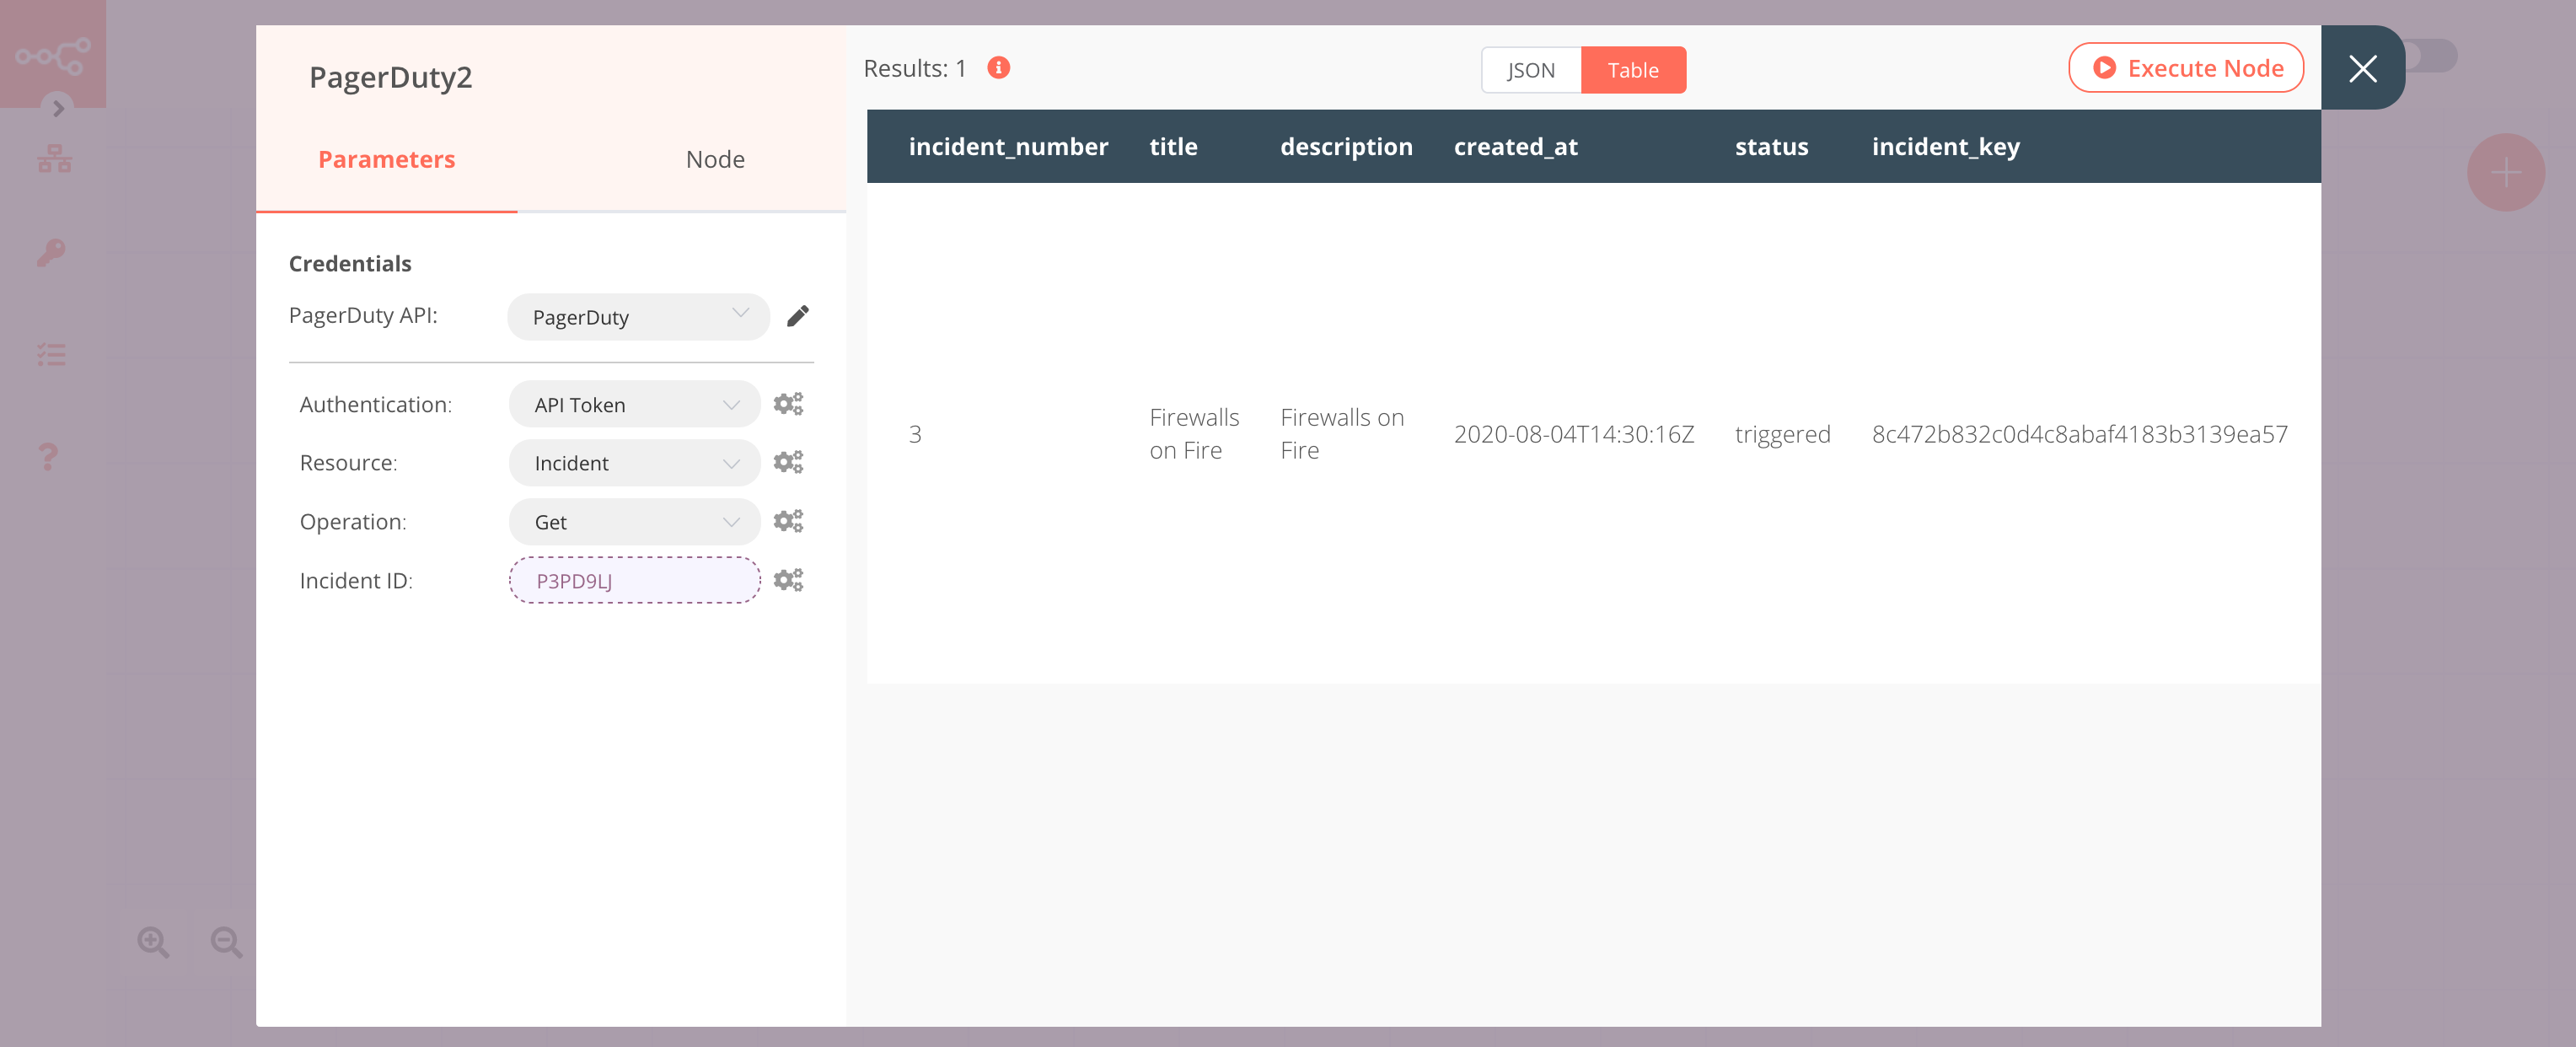 PagerDuty2
Parameters
Node
Credentials
PagerDuty API:
PagerDuty
Authentication:
API Token
Resource:
Incident
Operation:
Get
Incident ID:
P3PD9LJ
Results: 1
JSON
Table
Execute Node
incident_number title description created_at status incident_key
3 Firewalls on Fire Firewalls on Fire 2020-08-04T14:30:16Z triggered 8c472b832c0d4c8abaf4183b3139ea57